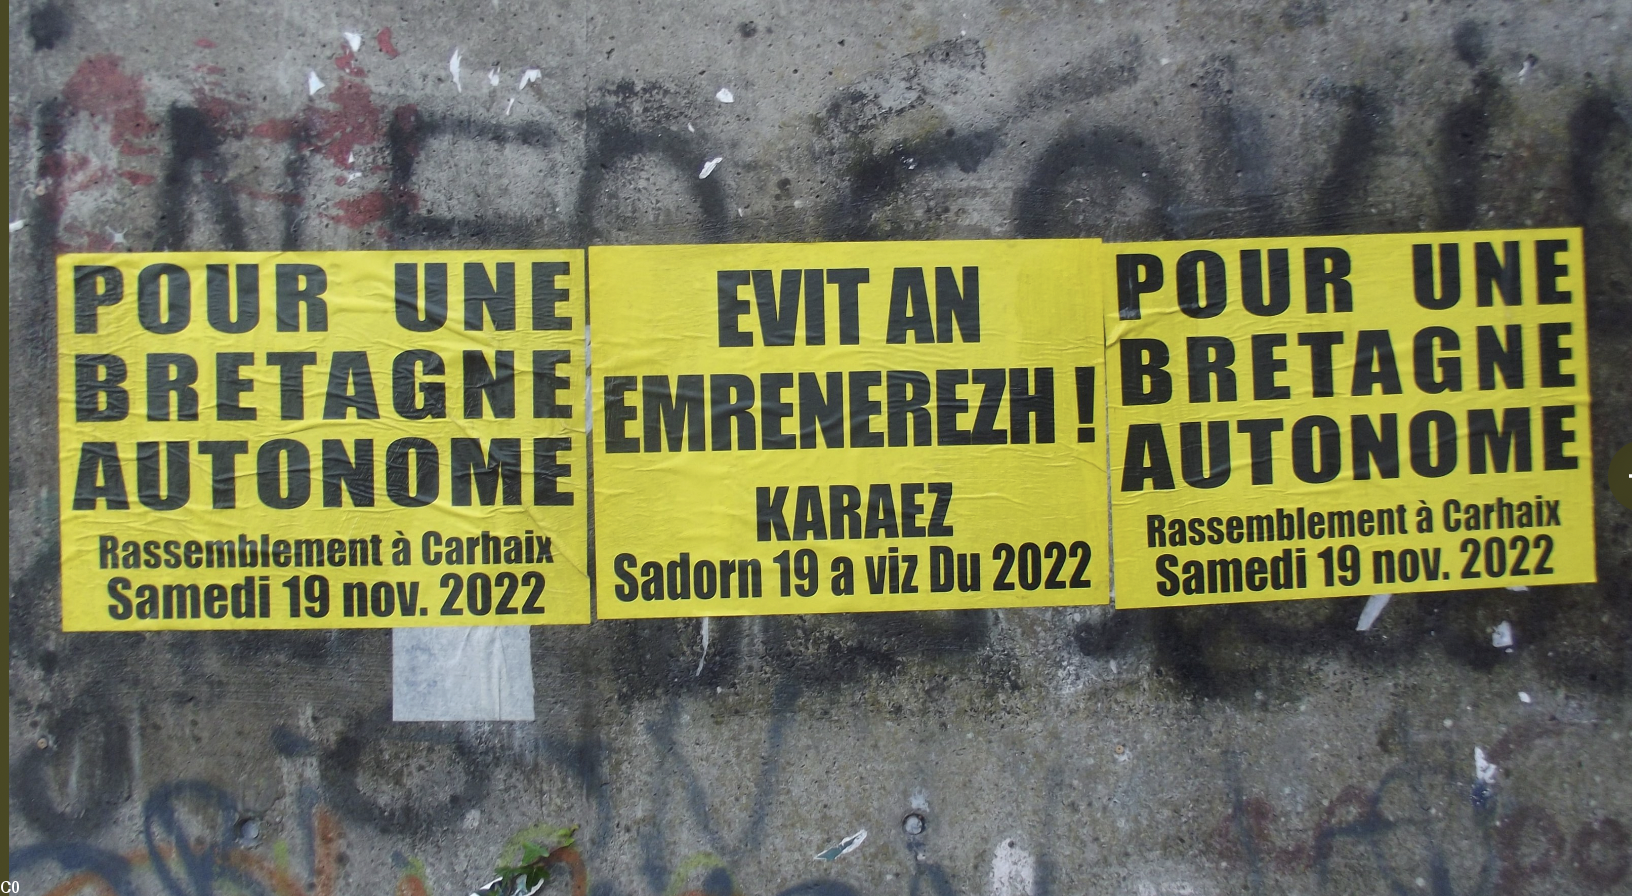 POUR UNE
BRETAGNE
AUTONOME
Rassemblement à Carhaix
Samedi 19 nov. 2022
EVIT AN
EMRENEREZH !
KARAEZ
Sadorn 19 a viz Du 2022
POUR UNE
BRETAGNE
AUTONOME
Rassemblement à Carhaix
Samedi 19 nov. 2022
C0